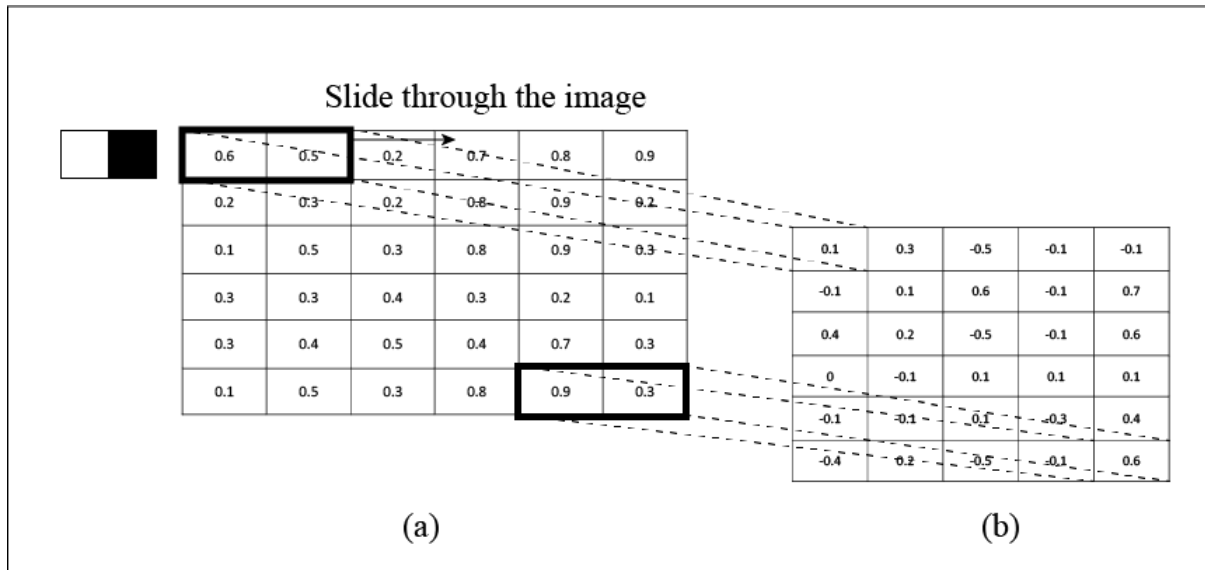 Slide through the image
0.6 0.5 0.2 0.7 0.8 0.9
0.2 0.3 0.2 0.8 0.9 0.2
0.1 0.5 0.3 0.8 0.9 0.3
0.3 0.3 0.4 0.3 0.2 0.1
0.3 0.4 0.5 0.4 0.7 0.3
0.1 0.5 0.3 0.8 0.9 0.3
0.1 0.3 -0.5 -0.1 -0.1
-0.1 0.1 0.6 -0.1 0.7
0.4 0.2 -0.5 -0.1 0.6
0 -0.1 0.1 0.1 0.1
-0.1 -0.1 0.1 -0.3 0.4
-0.4 0.2 -0.5 -0.1 0.6
(a) (b)